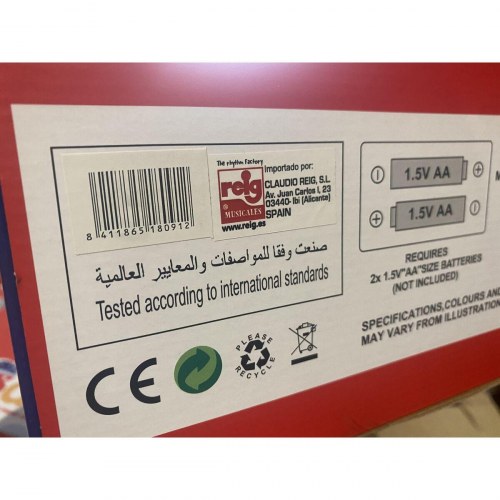 The rhythm Factory
reig
MUSICALES
www.reig.es
Importado por:
CLAUDIO REIG, S.L.
Av. Juan Carlos I, 23
03440- Ibi (Alicante)
SPAIN
8 411865 180912
صنعت وفقا للمواصفات والمعايير العالمية
Tested according to international standards
CE
PLEASE
RECYCLE
1.5V AA
1.5V AA
REQUIRES
2x 1.5V"AA"SIZE BATTERIES
(NOT INCLUDED)
SPECIFICATIONS,COLOURS AND
MAY VARY FROM ILLUSTRATION